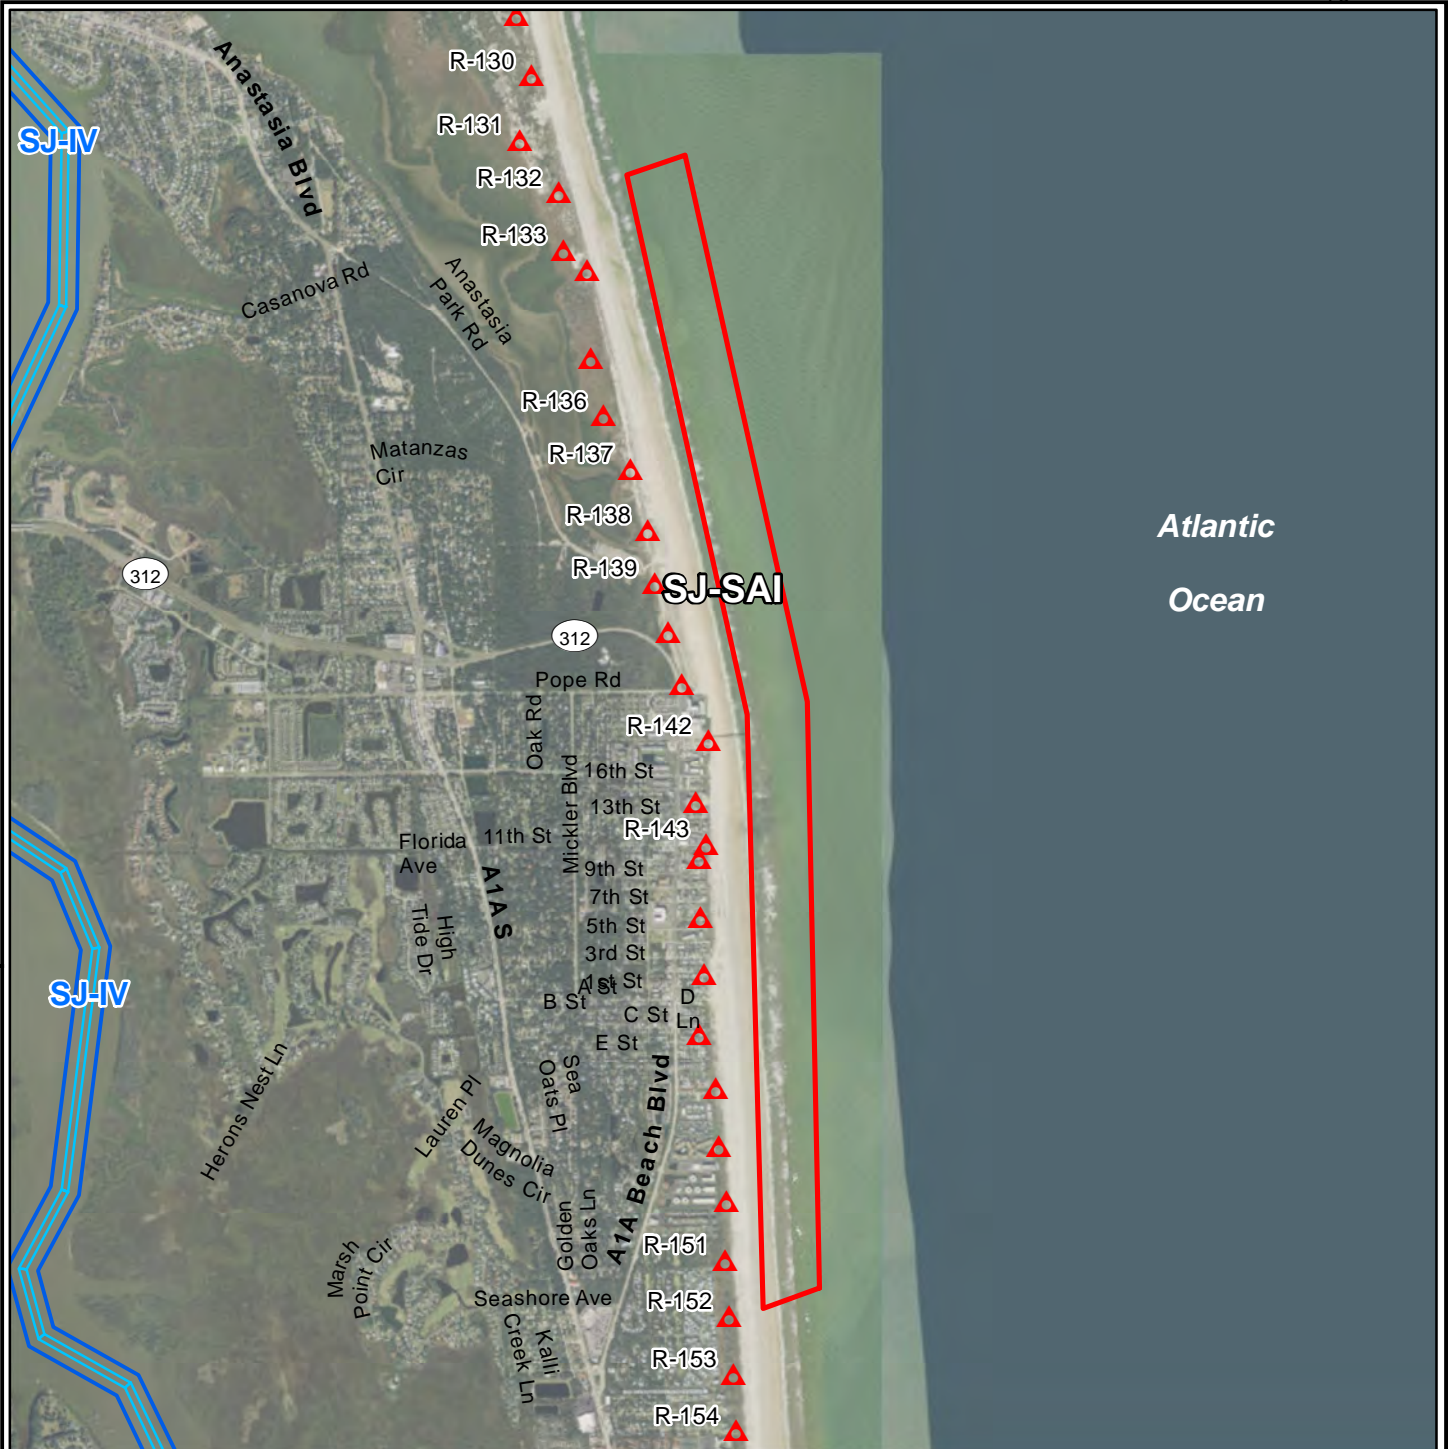 R-130
Anastasia Blvd
R-131
SJ-IV
R-132
R-133
Casanova Rd
Anastasia
Park Rd
R-136
Matanzas
Cir
R-137
R-138
Atlantic
Ocean
312
R-139
SJ-SAI
312
Pope Rd
Oak Rd
R-142
16th St
Mickler Blvd
13th St
R-143
Florida
Ave
11th St
9th St
A1A S
7th St
High
Tide Dr
5th St
3rd St
1st St
A St
SJ-IV
B St
D
Ln
C St
E St
Herons Nest Ln
Sea
Oats Pl
A1A Beach Blvd
Lauren Pl
Magnolia
Dunes Cir
Golden
Oaks Ln
R-151
Marsh
Point Cir
Seashore Ave
R-152
Kalli
Creek Ln
R-153
R-154